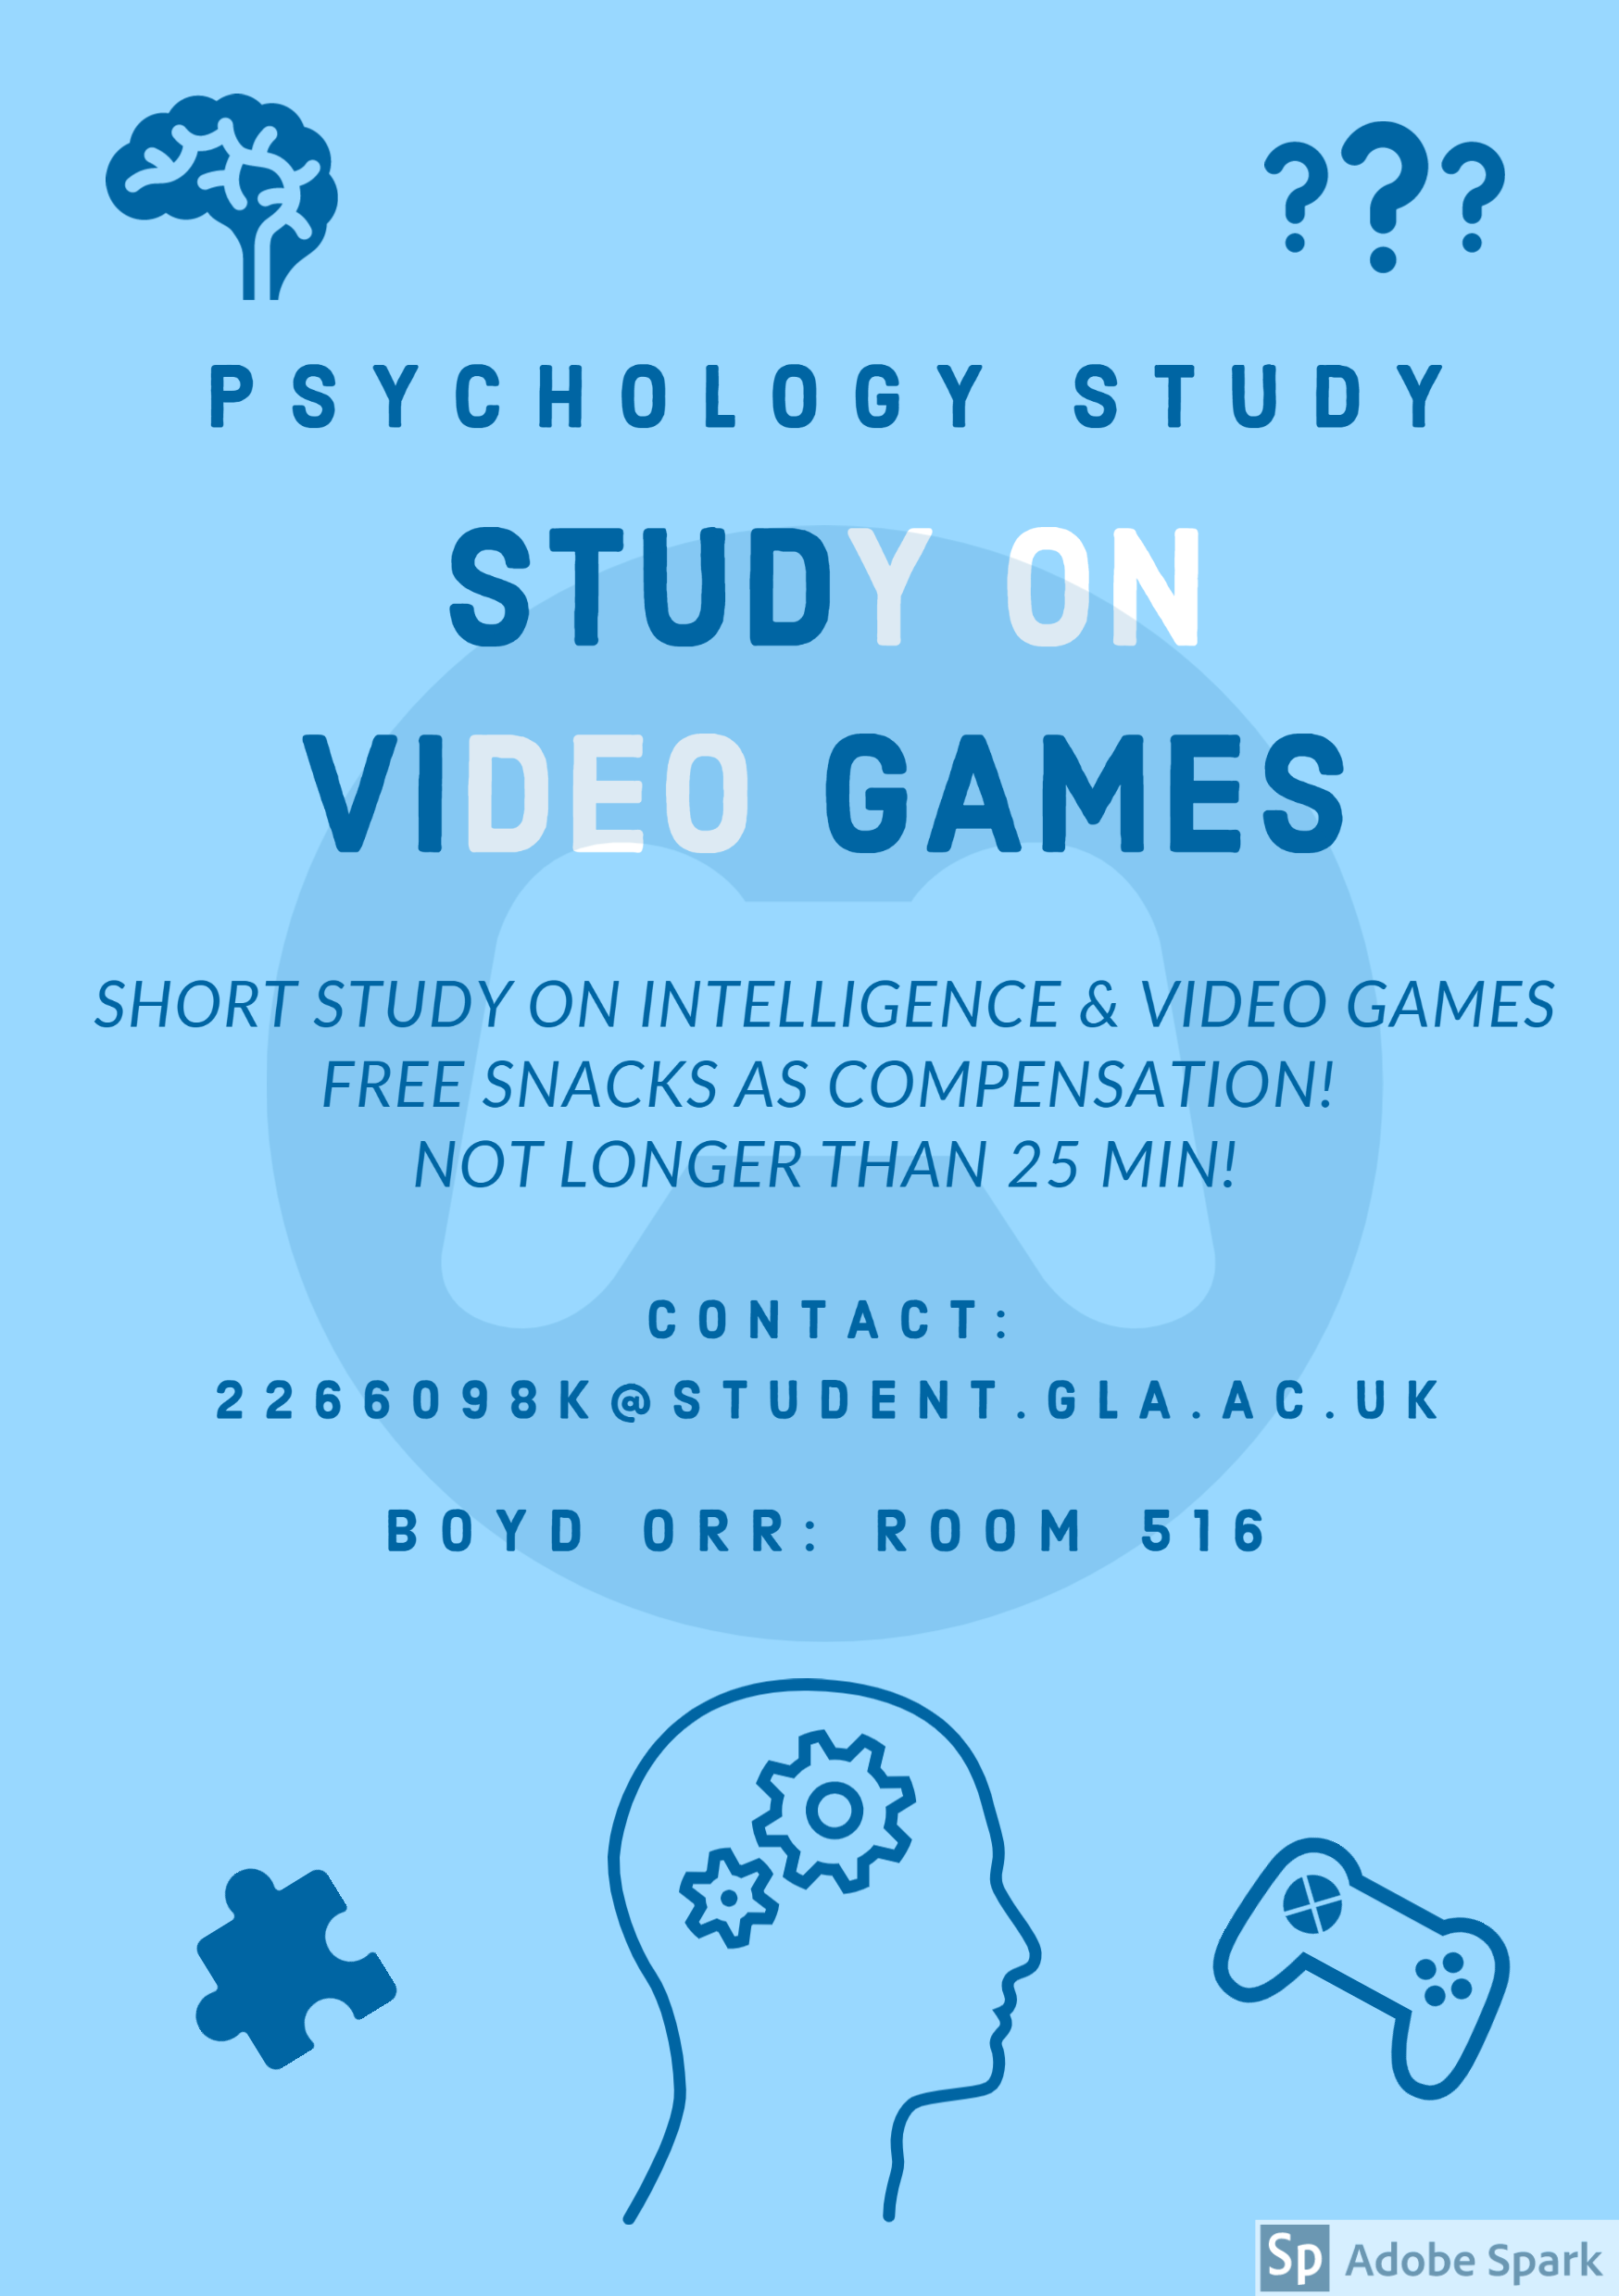 ???
PSYCHOLOGY STUDY
STUDY ON
VIDEO GAMES
SHORT STUDY ON INTELLIGENCE & VIDEO GAMES
FREE SNACKS AS COMPENSATION!
NOT LONGER THAN 25 MIN!
CONTACT:
2266098K@STUDENT.GLA.AC.UK
BOYD ORR: ROOM 516
Sp Adobe Spark